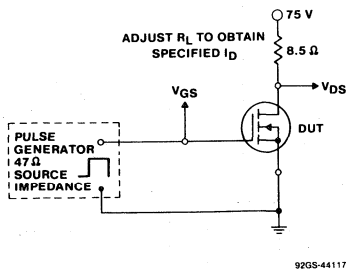 75 V
ADJUST RL TO OBTAIN
SPECIFIED ID
8.5 Ω
VGS
VDS
DUT
PULSE
GENERATOR
47Ω
SOURCE
IMPEDANCE
92GS-44117